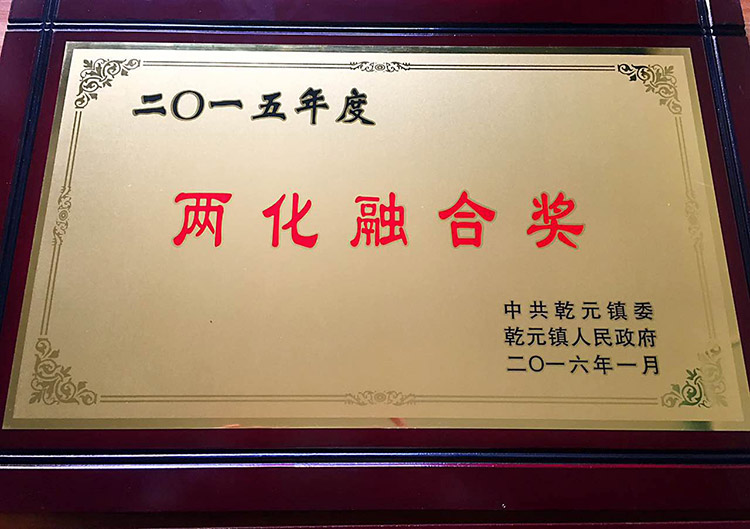 二〇一五年度
两化融合奖
中共乾元镇委
乾元镇人民政府
二〇一六年一月